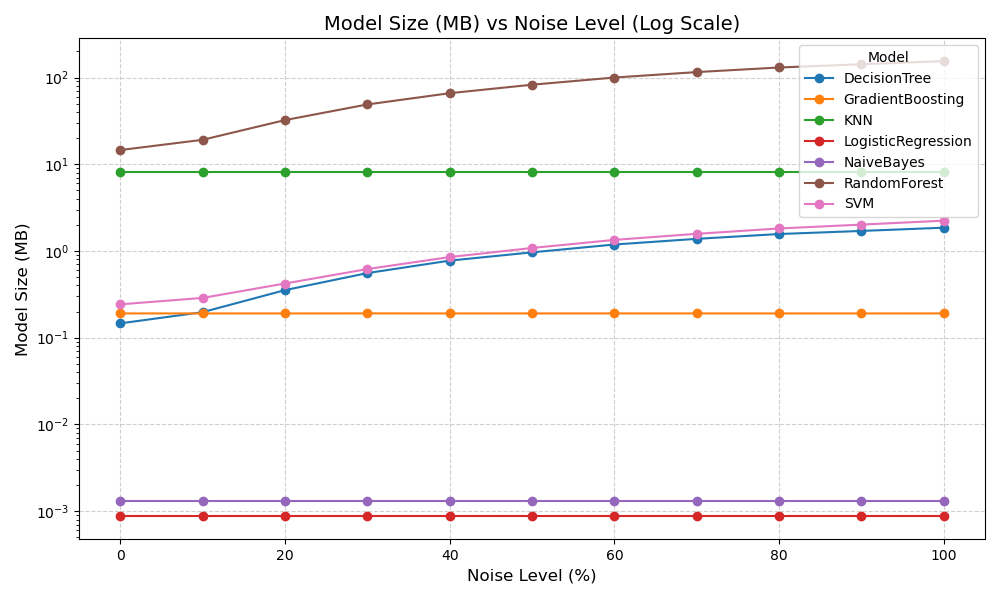 Model Size (MB) vs Noise Level (Log Scale)
Model Size (MB)
10²
10¹
10⁰
10⁻¹
10⁻²
10⁻³
Model
DecisionTree
GradientBoosting
KNN
LogisticRegression
NaiveBayes
RandomForest
SVM
0 20 40 60 80 100
Noise Level (%)